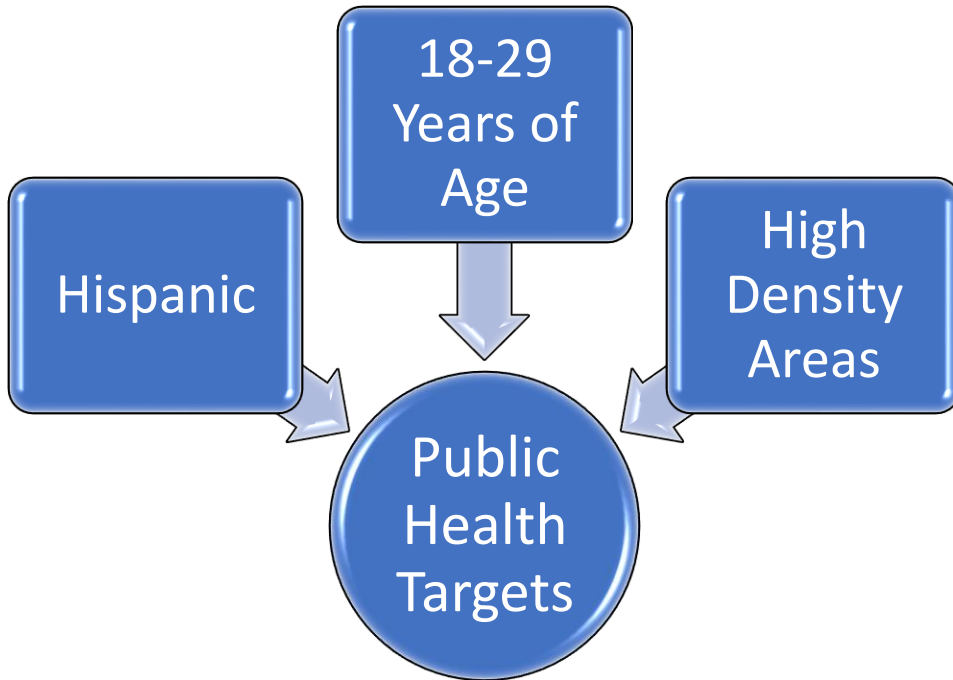 18-29
Years of
Age
Hispanic
High
Density
Areas
Public
Health
Targets